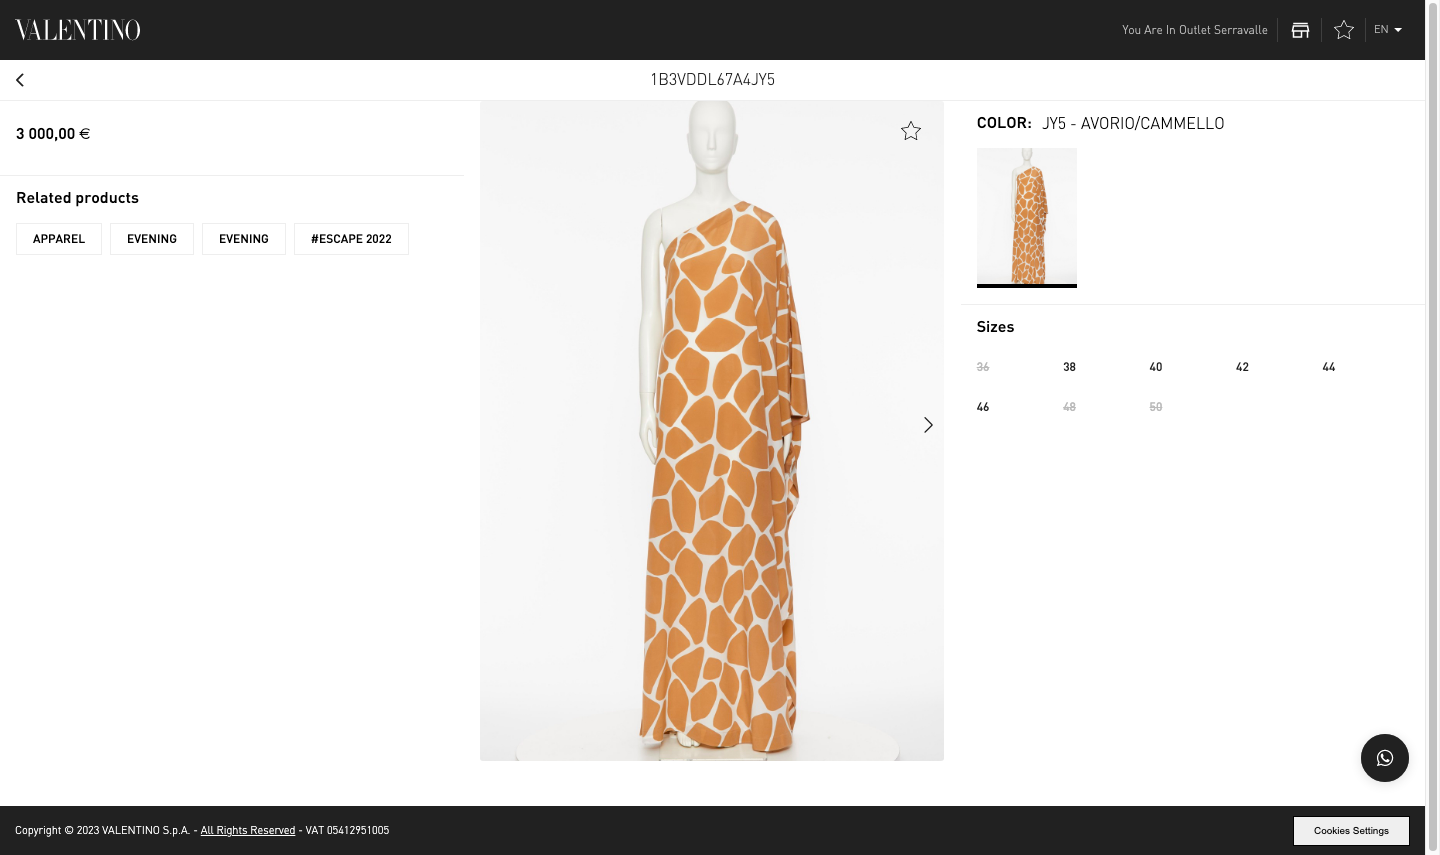 VALENTINO
You Are In Outlet Serravalle
EN
1B3VDDL67A4JY5
3 000,00 €
Related products
APPAREL
EVENING
EVENING
#ESCAPE 2022
COLOR: JY5 - AVORIO/CAMMELLO
Sizes
36 38 40 42 44
46 48 50
Copyright © 2023 VALENTINO S.p.A. - All Rights Reserved - VAT 05412951005
Cookies Settings